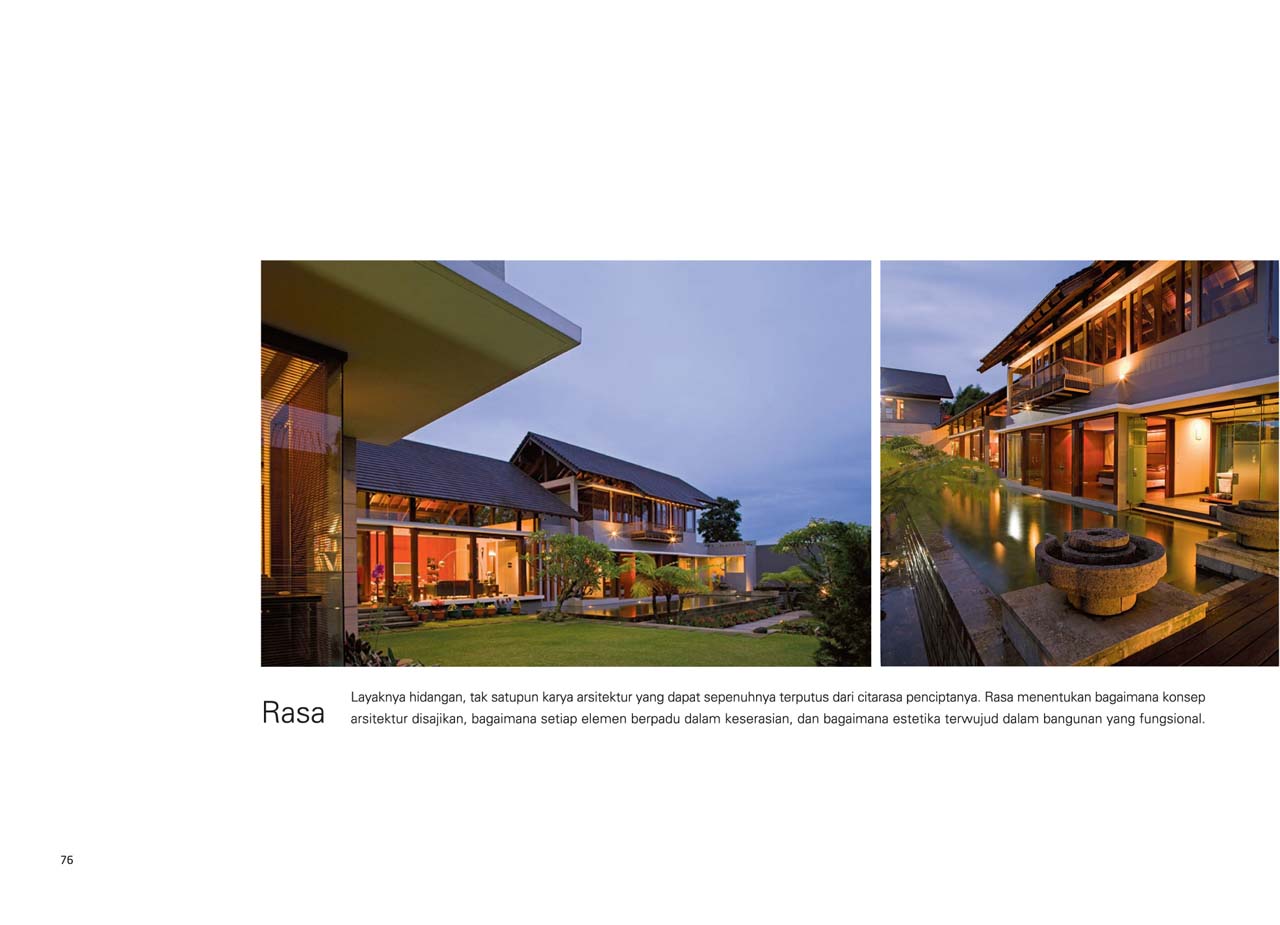 Rasa
Layaknya hidangan, tak satupun karya arsitektur yang dapat sepenuhnya terputus dari citarasa penciptanya. Rasa menentukan bagaimana konsep
arsitektur disajikan, bagaimana setiap elemen berpadu dalam keserasian, dan bagaimana estetika terwujud dalam bangunan yang fungsional.
76